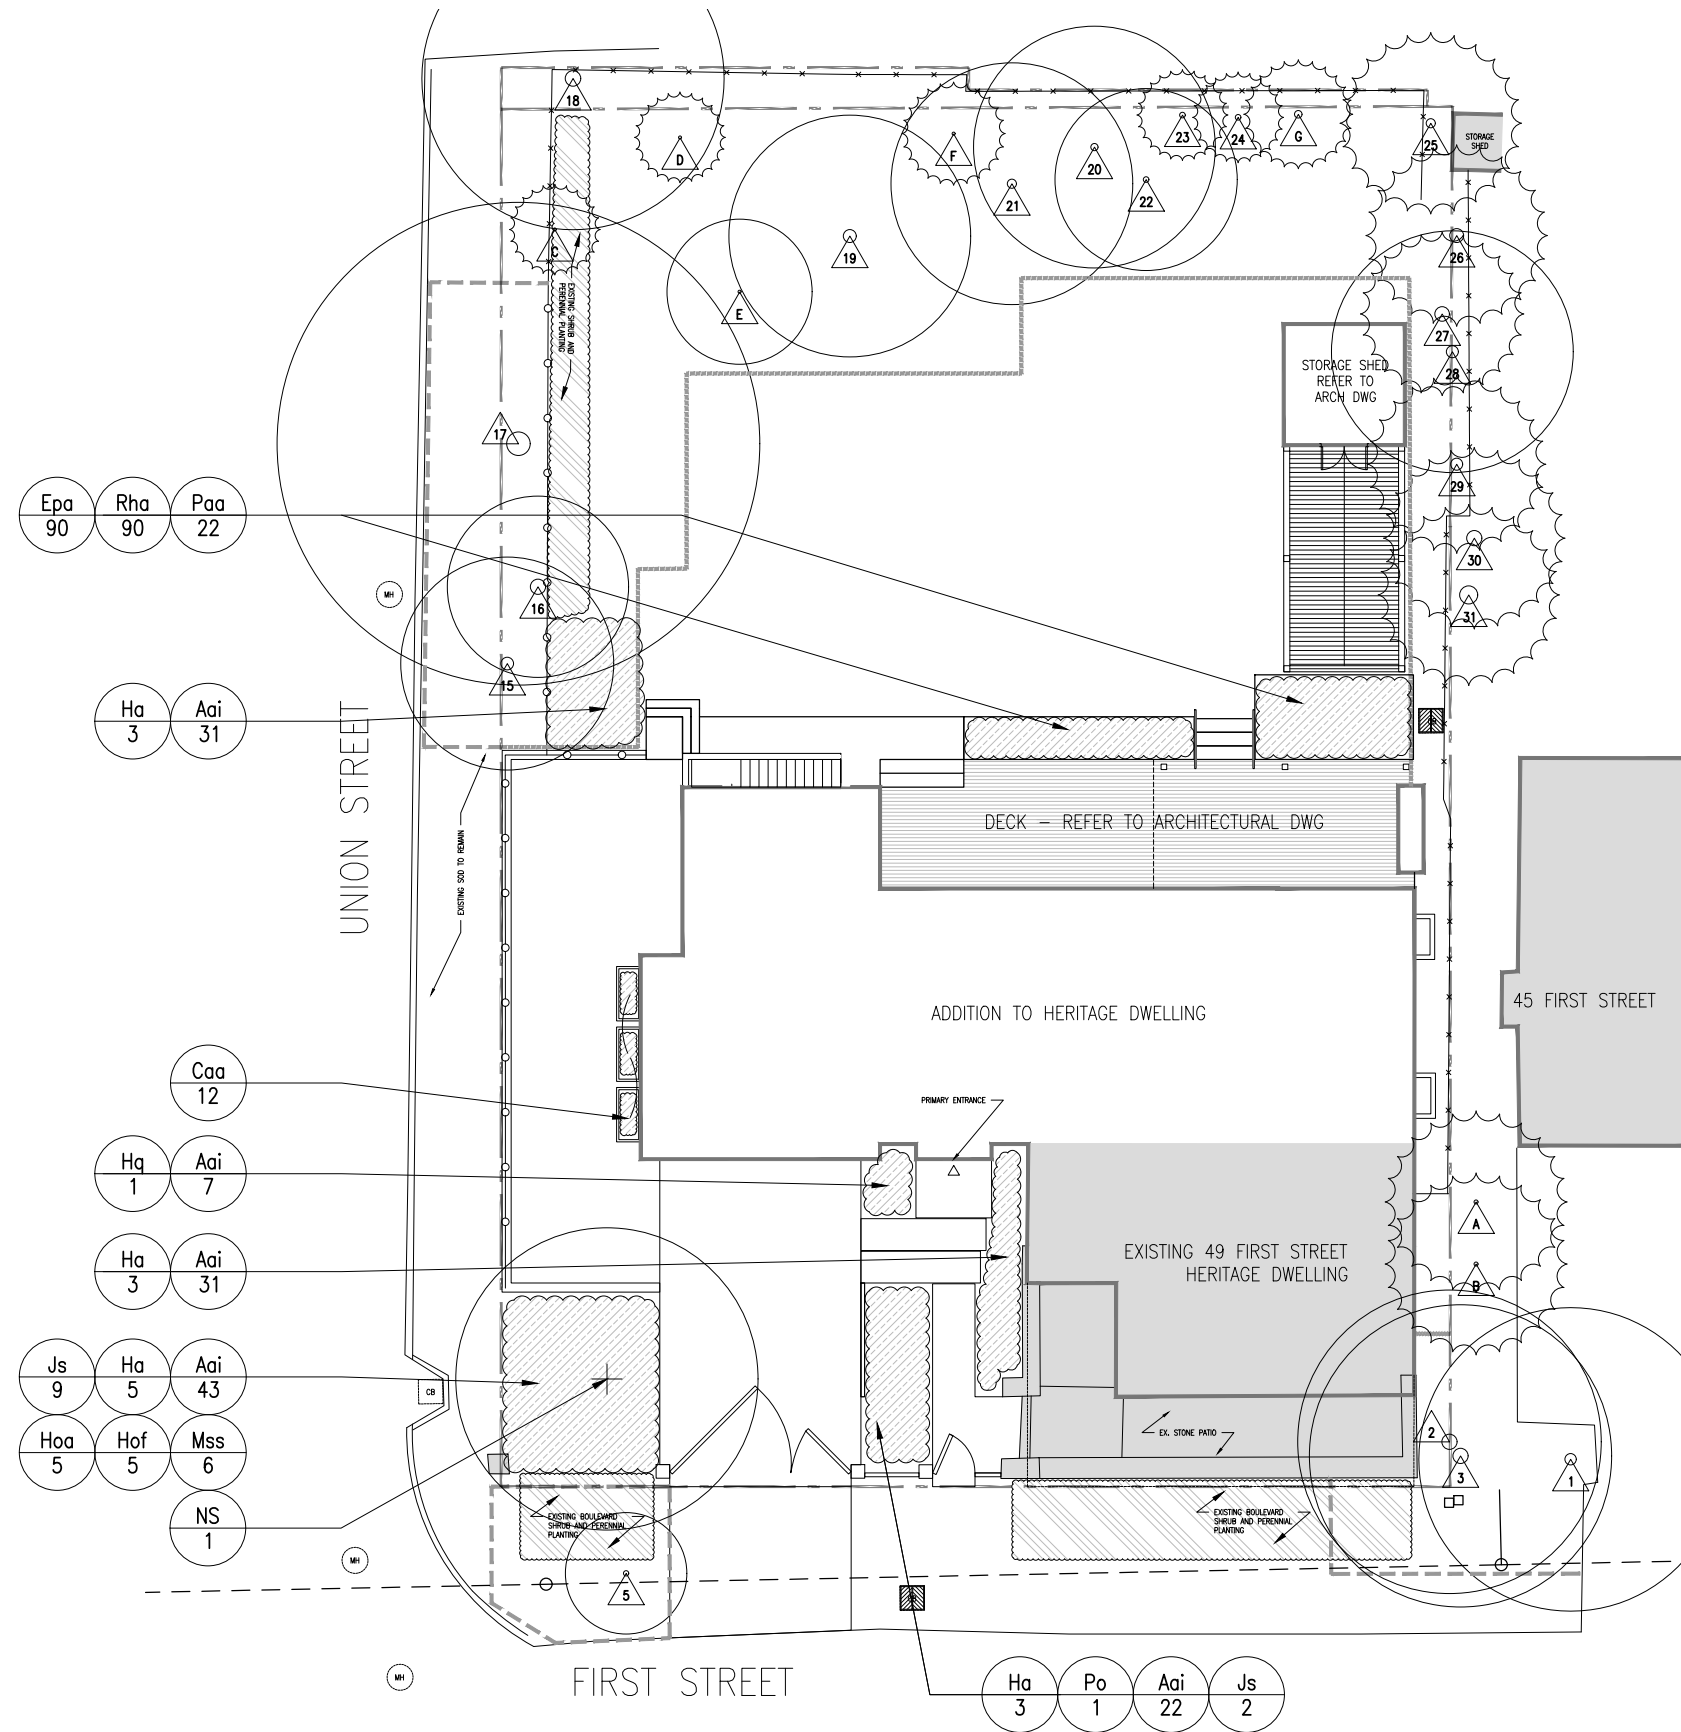 18
D
F
20
21
22
23
24
G
25
STORAGE
SHED
C
19
E
26
27
28
EXISTING SHRUB AND
PERENNIAL PLANTING
STORAGE SHED
REFER TO
ARCH DWG
17
29
30
31
Epa
90
Rha
90
Paa
22
MH
16
15
Ha
3
Aai
31
UNION STREET
EXISTING SOD TO REMAIN
DECK – REFER TO ARCHITECTURAL DWG
45 FIRST STREET
ADDITION TO HERITAGE DWELLING
Caa
12
PRIMARY ENTRANCE
Hq
1
Aai
7
A
B
EXISTING 49 FIRST STREET
HERITAGE DWELLING
Ha
3
Aai
31
Js
9
Ha
5
Aai
43
CB
Hoa
5
Hof
5
Mss
6
EX. STONE PATIO
2
3
1
NS
1
EXISTING BOULEVARD
SHRUB AND PERENNIAL
PLANTING
EXISTING BOULEVARD
SHRUB AND PERENNIAL
PLANTING
MH
5
MH
FIRST STREET
Ha
3
Po
1
Aai
22
Js
2